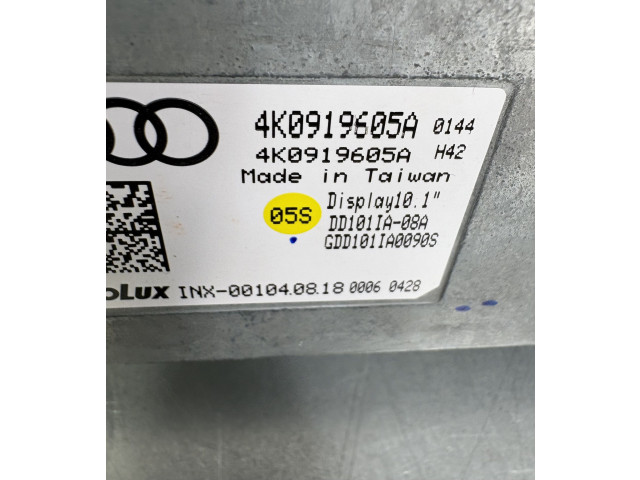 4K0919605A 0144
4K0919605A H42
Made in Taiwan
05S Display10.1"
DD101IA-08A
GDD101IA0090S
oLux INX-00104.08.18 0006 0428